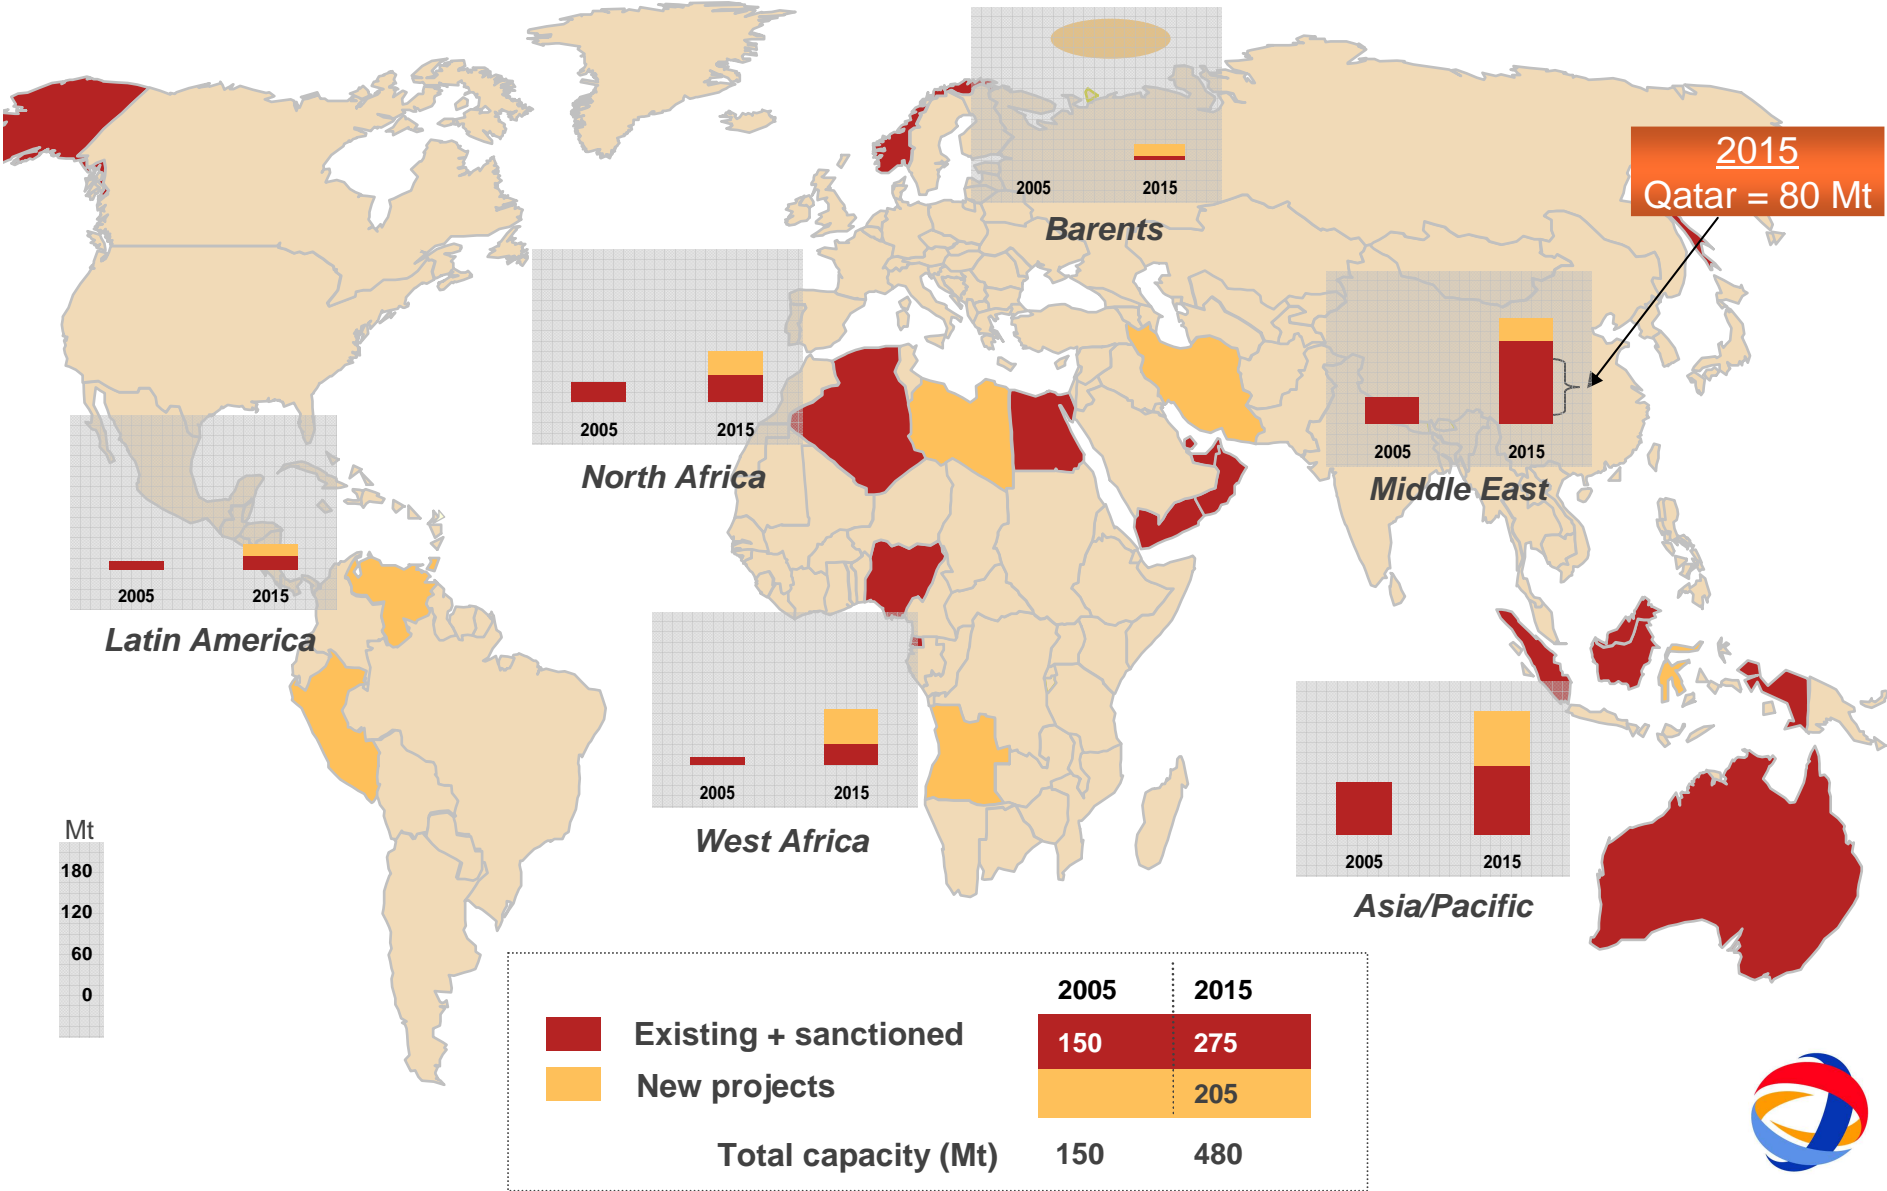 2015
Qatar = 80 Mt
2005 2015
Barents
2005 2015
North Africa
2005 2015
Middle East
2005 2015
Latin America
2005 2015
West Africa
2005 2015
Asia/Pacific
Mt
180
120
60
0
2005 2015
Existing + sanctioned 150 275
New projects 205
Total capacity (Mt) 150 480